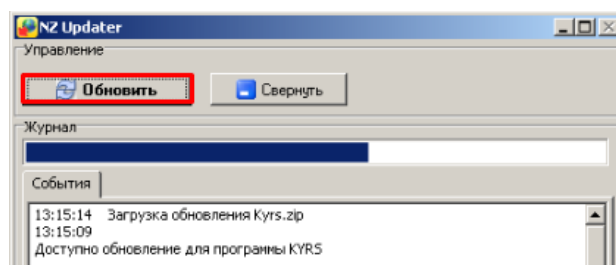 NZ Updater
Управление
Обновить
Свернуть
Журнал
События
13:15:14 Загрузка обновления Kyrs.zip
13:15:09
Доступно обновление для программы KYRS